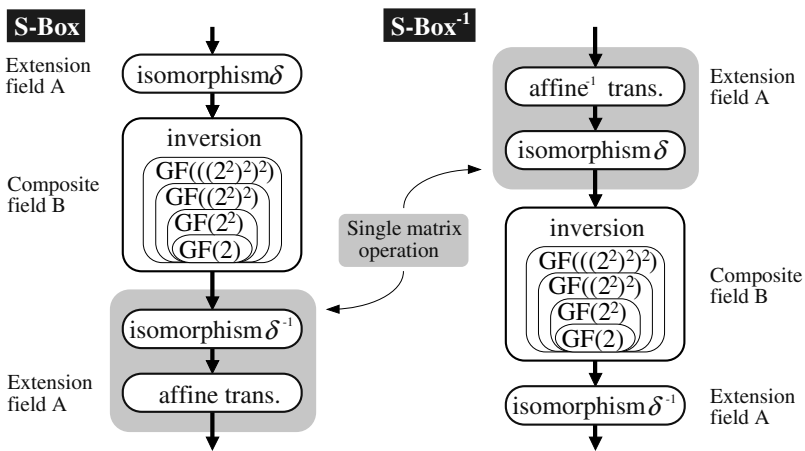 S-Box
Extension
field A
isomorphism δ
inversion
GF(((2²)²)²)
GF((2²)²)
GF(2²)
GF(2)
Composite
field B
isomorphism δ⁻¹
affine trans.
Extension
field A
Single matrix
operation
S-Box⁻¹
affine⁻¹ trans.
isomorphism δ
Extension
field A
inversion
GF(((2²)²)²)
GF((2²)²)
GF(2²)
GF(2)
Composite
field B
isomorphism δ⁻¹
Extension
field A